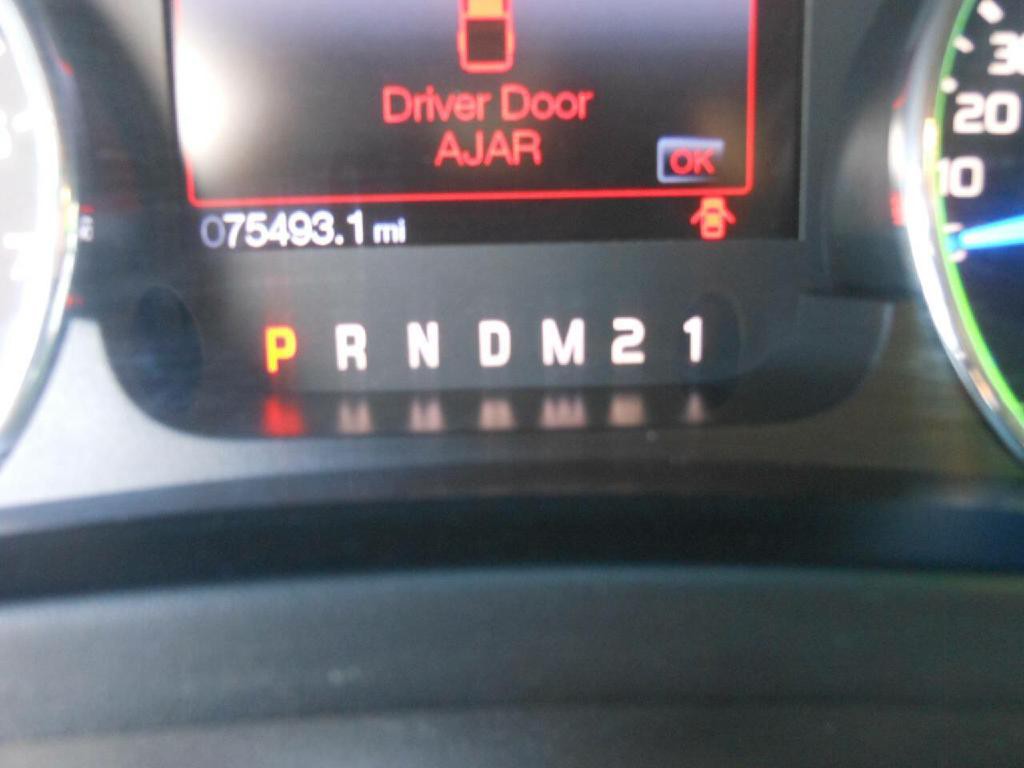 Driver Door
AJAR
OK
075493.1 mi
P R N D M 2 1
30
20
10